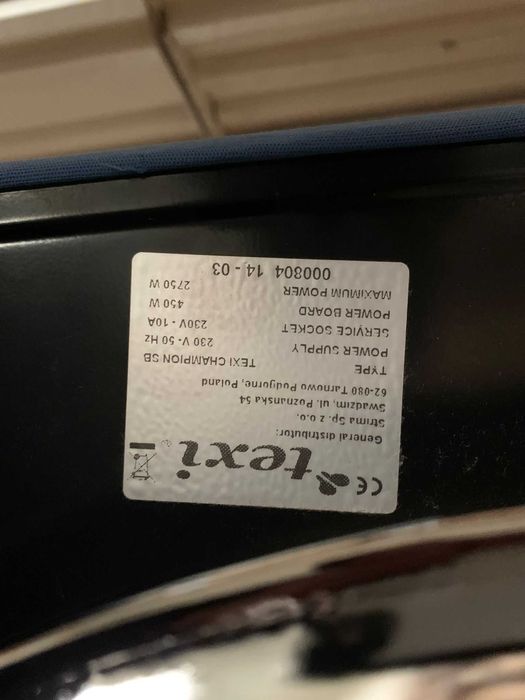 CE texi
General distributor:
Strima Sp. z o.o.
Swadzim, ul. Poznanska 54
62-080 Tarnowo Podgorne, Poland
TYPE TEXI CHAMPION SB
POWER SUPPLY 230 V - 50 Hz
SERVICE SOCKET 230V - 10A
POWER BOARD 450 W
MAXIMUM POWER 2750 W
000804 14 - 03